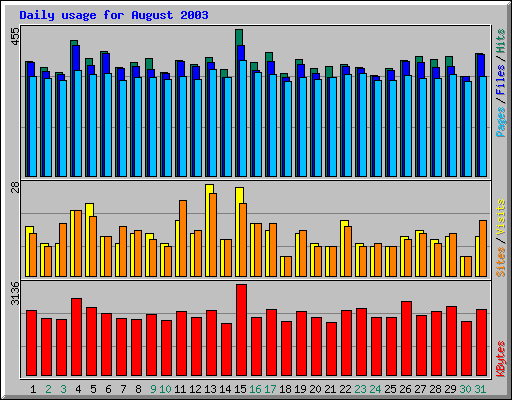 Daily usage for August 2003
455
Pages / Files / Hits
28
Sites / Visits
3136
KBytes
1 2 3 4 5 6 7 8 9 10 11 12 13 14 15 16 17 18 19 20 21 22 23 24 25 26 27 28 29 30 31